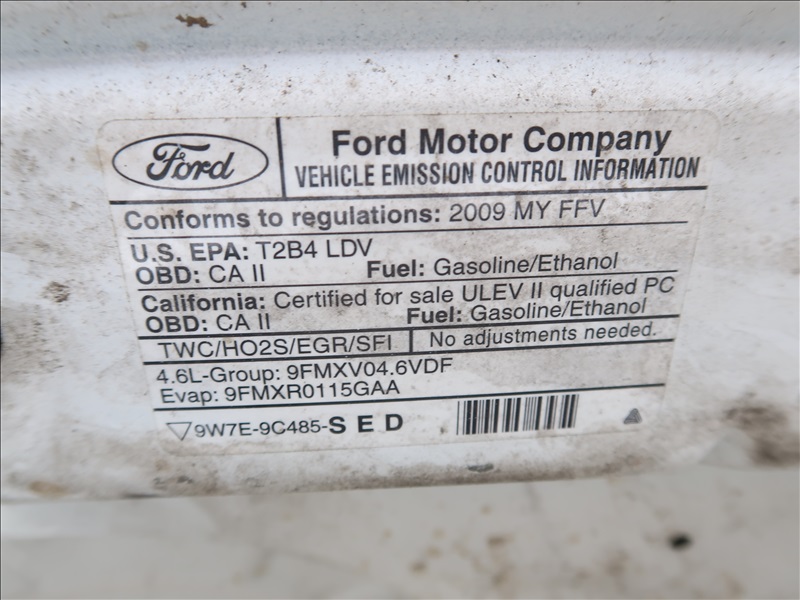 Ford
Ford Motor Company
VEHICLE EMISSION CONTROL INFORMATION
Conforms to regulations: 2009 MY FFV
U.S. EPA: T2B4 LDV
OBD: CA II Fuel: Gasoline/Ethanol
California: Certified for sale ULEV II qualified PC
OBD: CA II Fuel: Gasoline/Ethanol
TWC/HO2S/EGR/SFI No adjustments needed.
4.6L-Group: 9FMXV04.6VDF
Evap: 9FMXR0115GAA
9W7E-9C485-SED